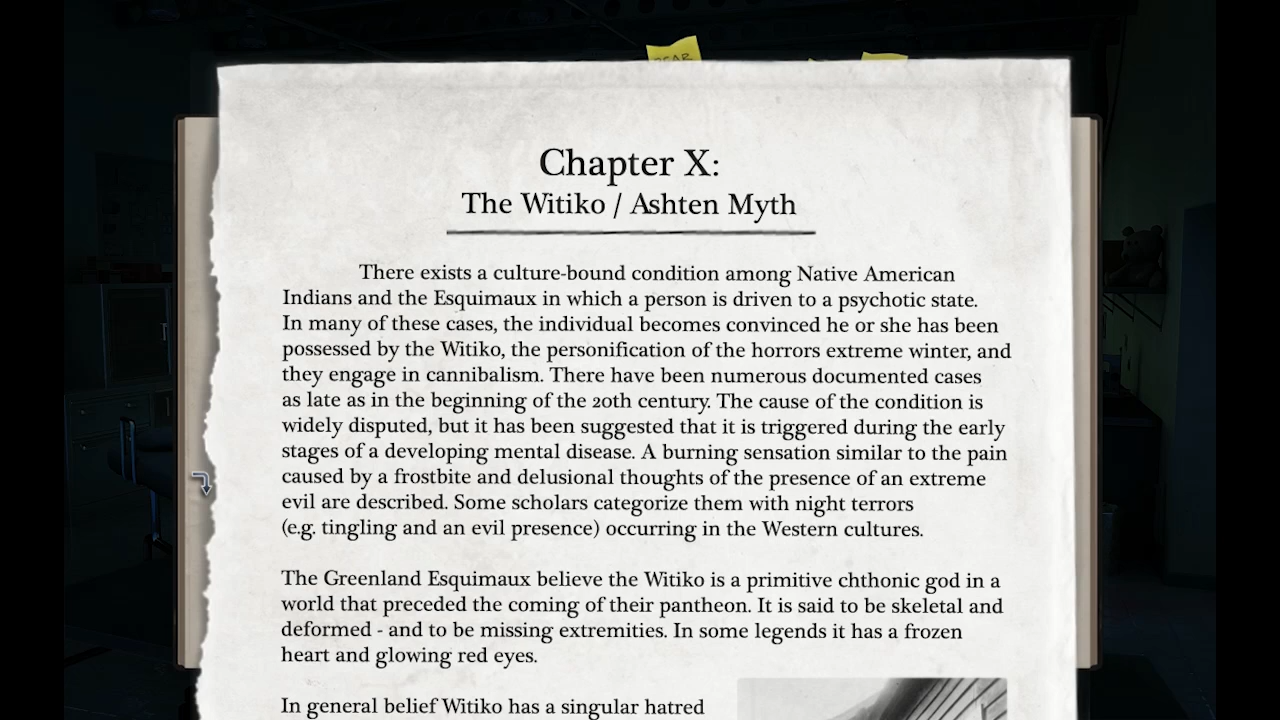 Chapter X:
The Witiko / Ashten Myth
There exists a culture-bound condition among Native American
Indians and the Esquimaux in which a person is driven to a psychotic state.
In many of these cases, the individual becomes convinced he or she has been
possessed by the Witiko, the personification of the horrors extreme winter, and
they engage in cannibalism. There have been numerous documented cases
as late as in the beginning of the 20th century. The cause of the condition is
widely disputed, but it has been suggested that it is triggered during the early
stages of a developing mental disease. A burning sensation similar to the pain
caused by a frostbite and delusional thoughts of the presence of an extreme
evil are described. Some scholars categorize them with night terrors
(e.g. tingling and an evil presence) occurring in the Western cultures.
The Greenland Esquimaux believe the Witiko is a primitive chthonic god in a
world that preceded the coming of their pantheon. It is said to be skeletal and
deformed - and to be missing extremities. In some legends it has a frozen
heart and glowing red eyes.
In general belief Witiko has a singular hatred